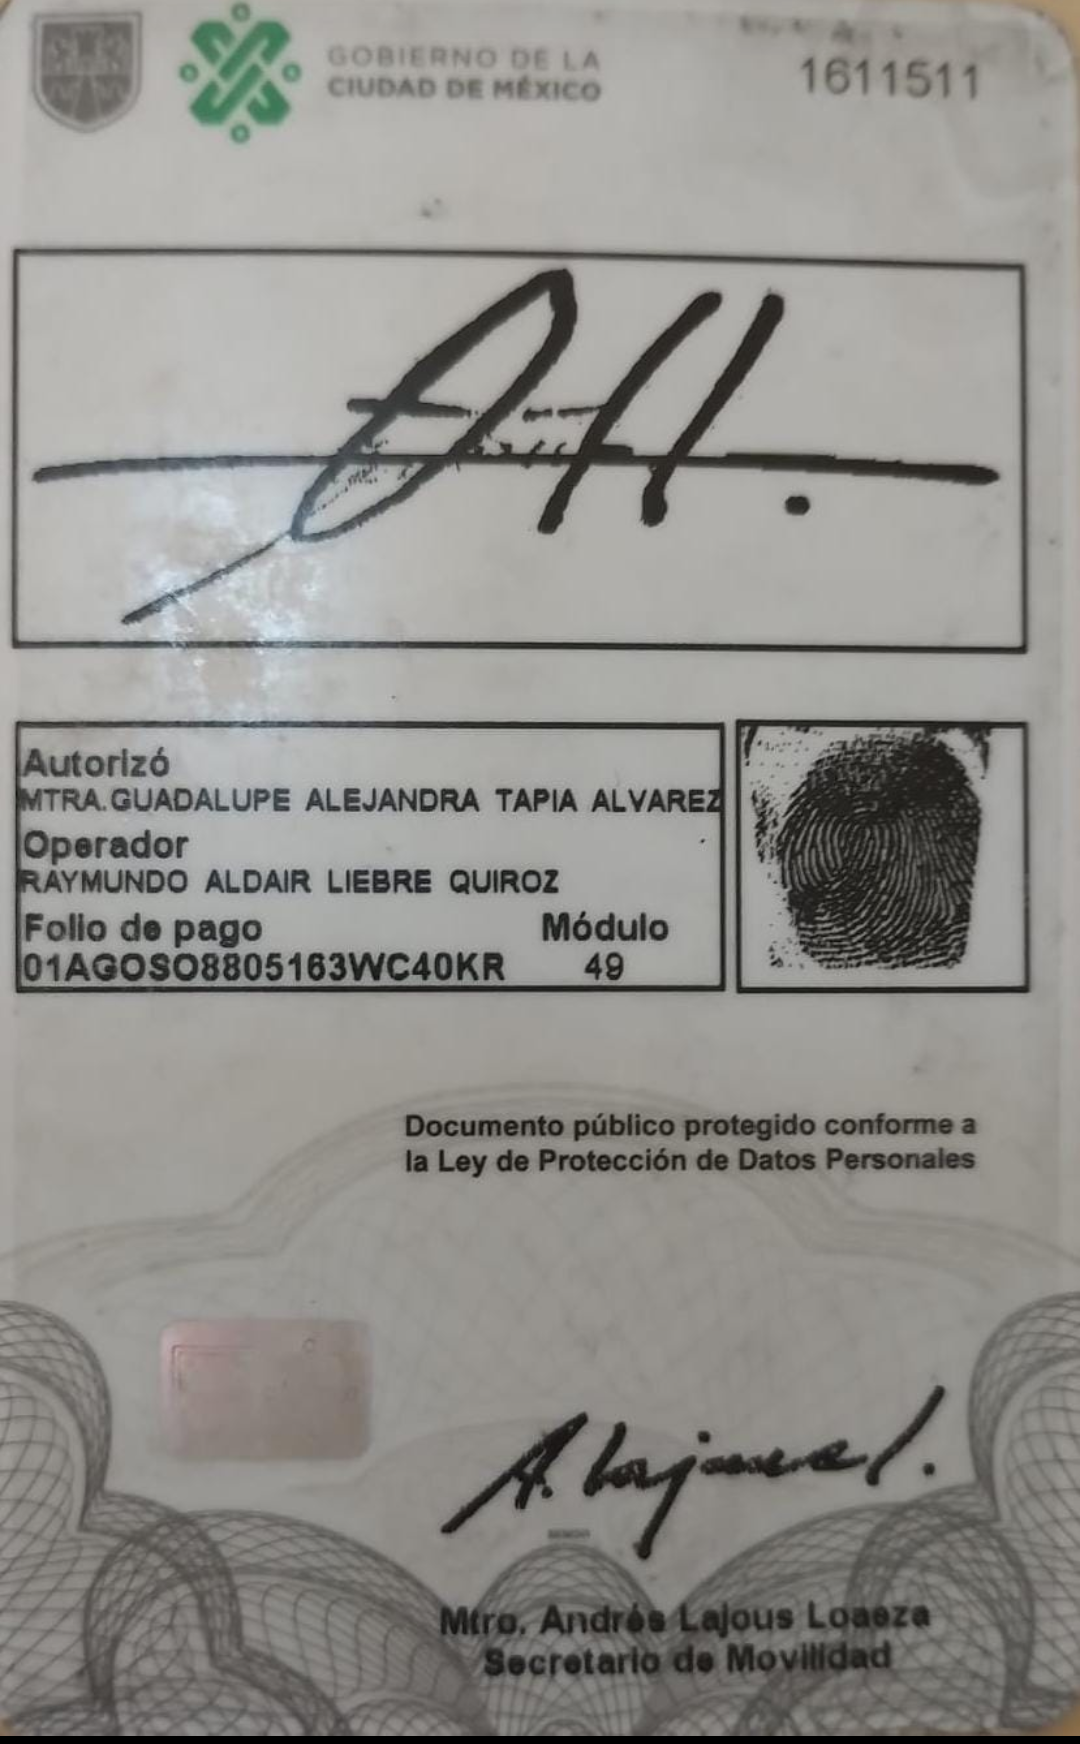 GOBIERNO DE LA
CIUDAD DE MÉXICO
1611511
Autorizó
MTRA.GUADALUPE ALEJANDRA TAPIA ALVAREZ
Operador
RAYMUNDO ALDAIR LIEBRE QUIROZ
Folio de pago Módulo
01AGOSO8805163WC40KR 49
Documento público protegido conforme a
la Ley de Protección de Datos Personales
A. Lajous L.
Mtro. Andrés Lajous Loaeza
Secretario de Movilidad